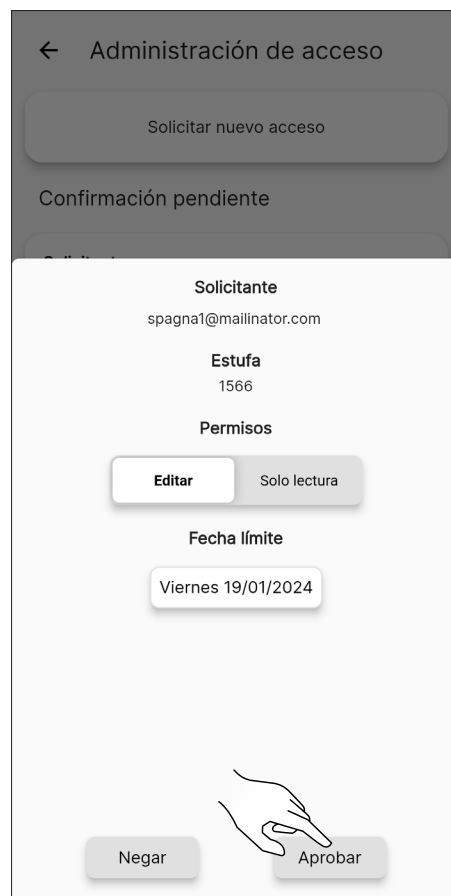 Administración de acceso
Solicitar nuevo acceso
Confirmación pendiente
Solicitante
spagna1@mailinator.com
Estufa
1566
Permisos
Editar
Solo lectura
Fecha límite
Viernes 19/01/2024
Negar
Aprobar